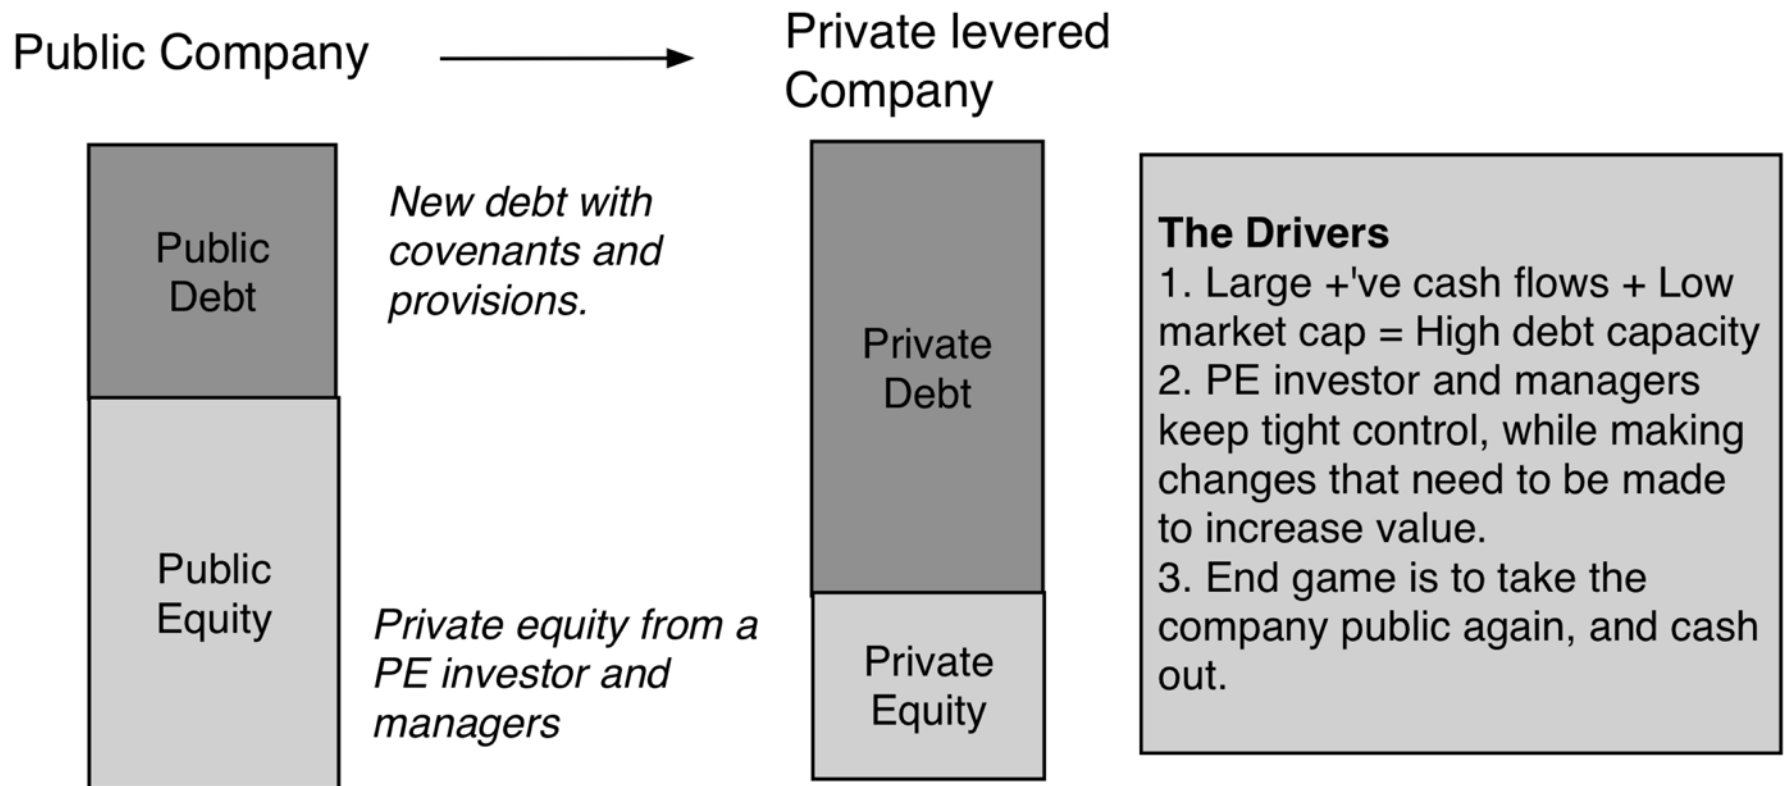 Public Company
Private levered
Company
Public
Debt
New debt with
covenants and
provisions.
Public
Equity
Private equity from a
PE investor and
managers
Private
Debt
Private
Equity
The Drivers
1. Large +'ve cash flows + Low
market cap = High debt capacity
2. PE investor and managers
keep tight control, while making
changes that need to be made
to increase value.
3. End game is to take the
company public again, and cash
out.